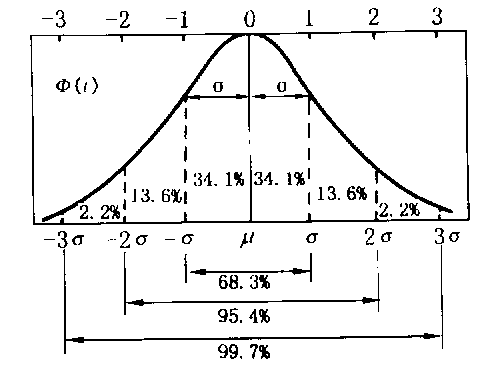 -3 -2 -1 0 1 2 3
Φ(t)
σ σ
2.2% 13.6% 34.1% 34.1% 13.6% 2.2%
-3σ -2σ -σ μ σ 2σ 3σ
68.3%
95.4%
99.7%